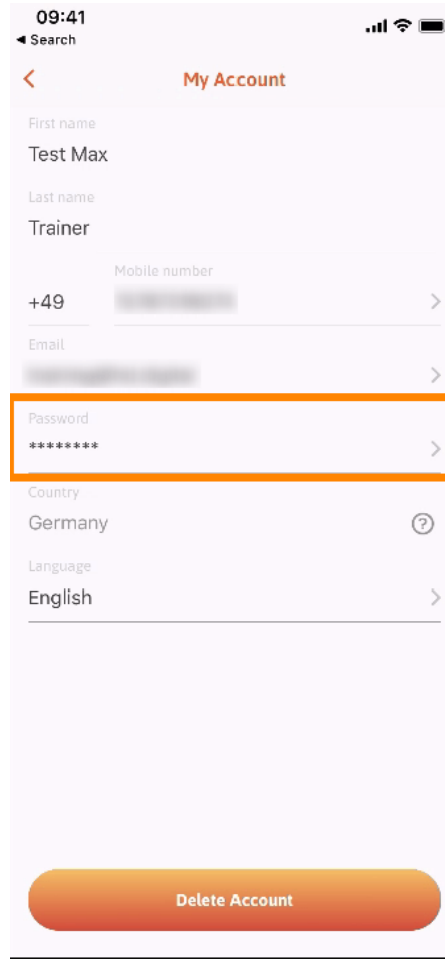 09:41
Search
My Account
First name
Test Max
Last name
Trainer
Mobile number
+49
Email
Password
********
Country
Germany
Language
English
Delete Account